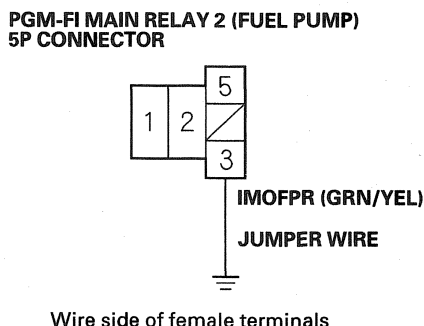 PGM-FI MAIN RELAY 2 (FUEL PUMP)
5P CONNECTOR
5
1 2
3
IMOFPR (GRN/YEL)
JUMPER WIRE
Wire side of female terminals